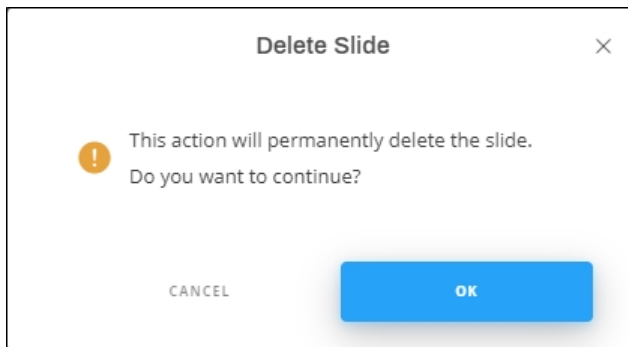 Delete Slide
This action will permanently delete the slide.
Do you want to continue?
CANCEL
OK